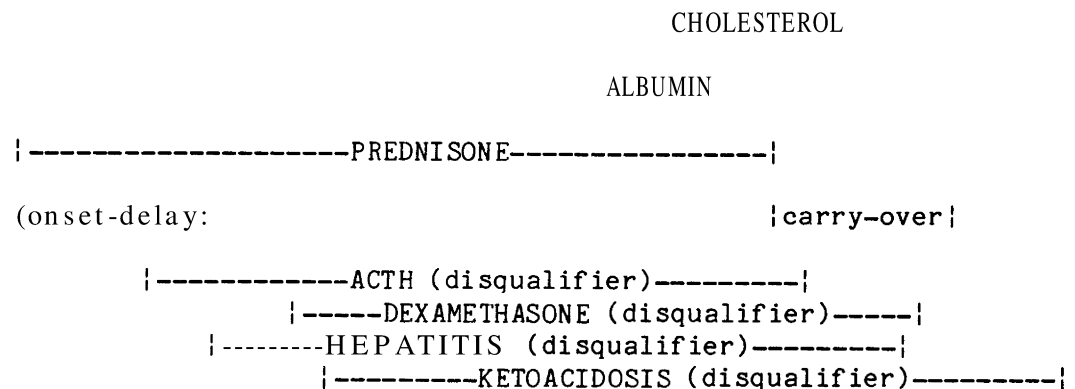 CHOLESTEROL
ALBUMIN
|---------------------PREDNISONE-----------------|
(onset-delay: |carry-over|
|-------------ACTH (disqualifier)---------|
|-----DEXAMETHASONE (disqualifier)-----|
|---------HEPATITIS (disqualifier)---------|
|---------KETOACIDOSIS (disqualifier)---------|